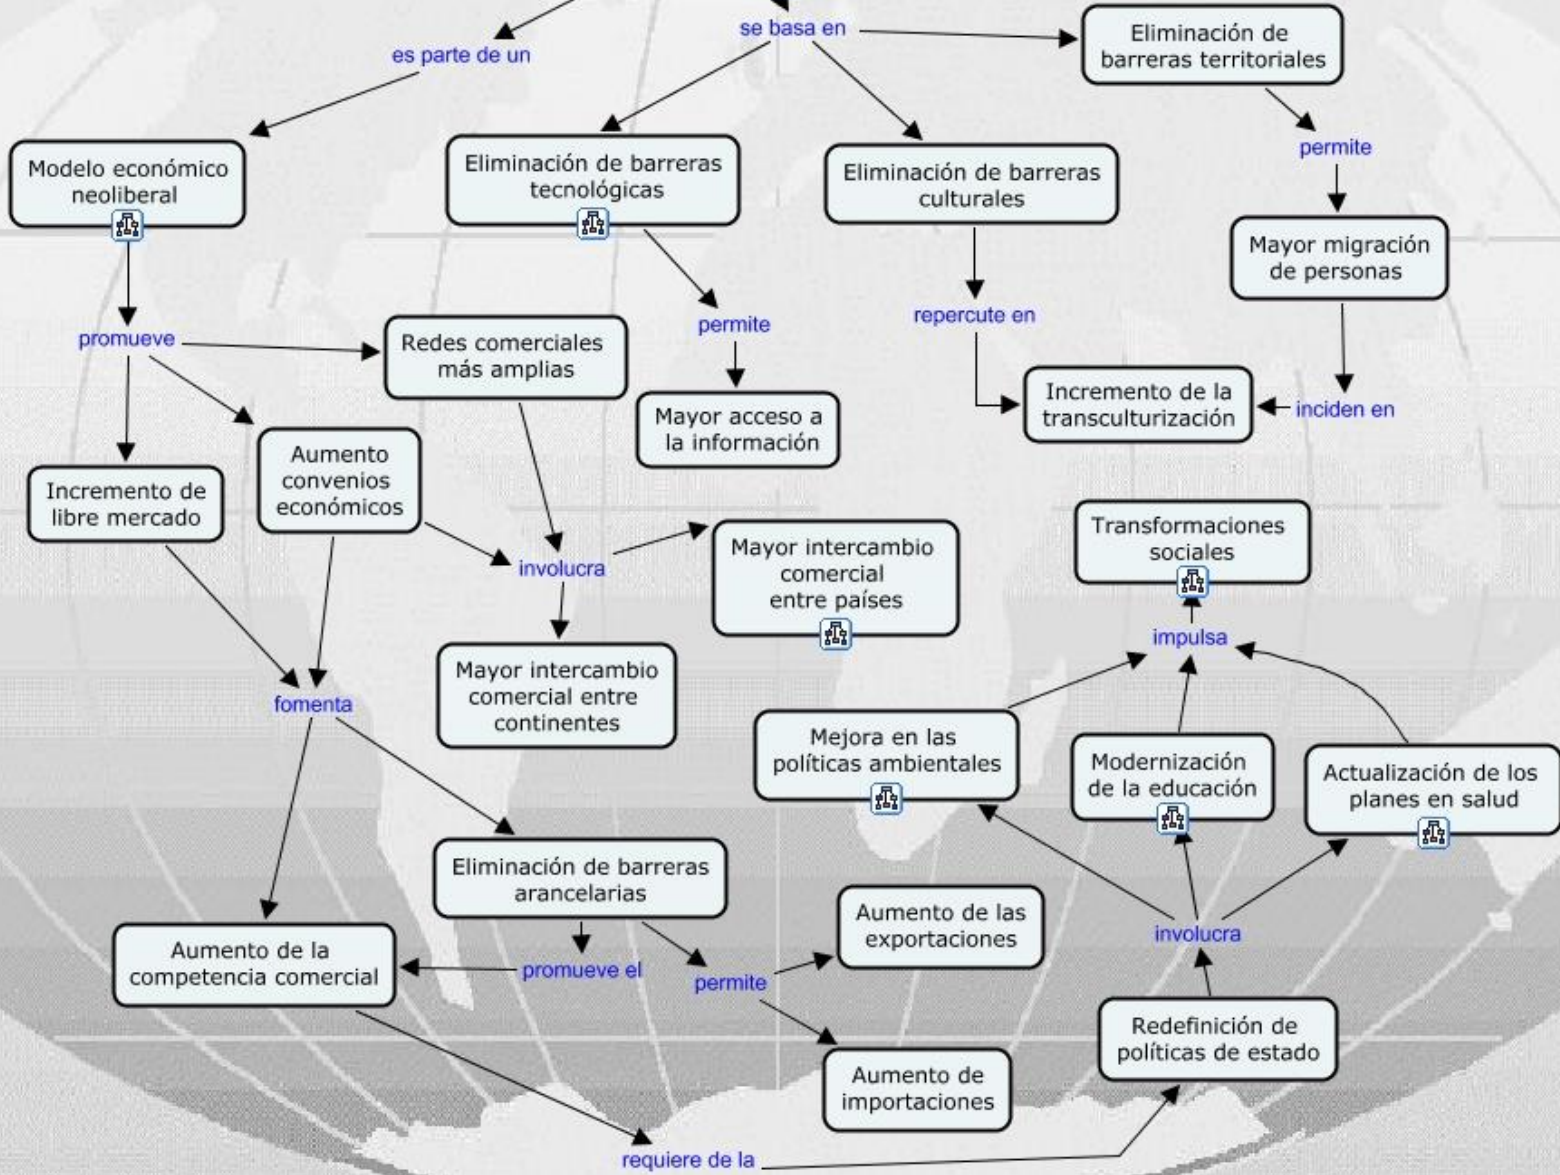 se basa en
es parte de un
Eliminación de
barreras territoriales
Modelo económico
neoliberal
Eliminación de barreras
tecnológicas
Eliminación de barreras
culturales
permite
Mayor migración
de personas
promueve
Redes comerciales
más amplias
permite
repercute en
Mayor acceso a
la información
Incremento de la
transculturización
inciden en
Incremento de
libre mercado
Aumento
convenios
económicos
involucra
Mayor intercambio
comercial
entre países
Transformaciones
sociales
impulsa
Mayor intercambio
comercial entre
continentes
fomenta
Mejora en las
políticas ambientales
Modernización
de la educación
Actualización de los
planes en salud
Eliminación de barreras
arancelarias
Aumento de las
exportaciones
involucra
Aumento de la
competencia comercial
promueve el
permite
Redefinición de
políticas de estado
Aumento de
importaciones
requiere de la